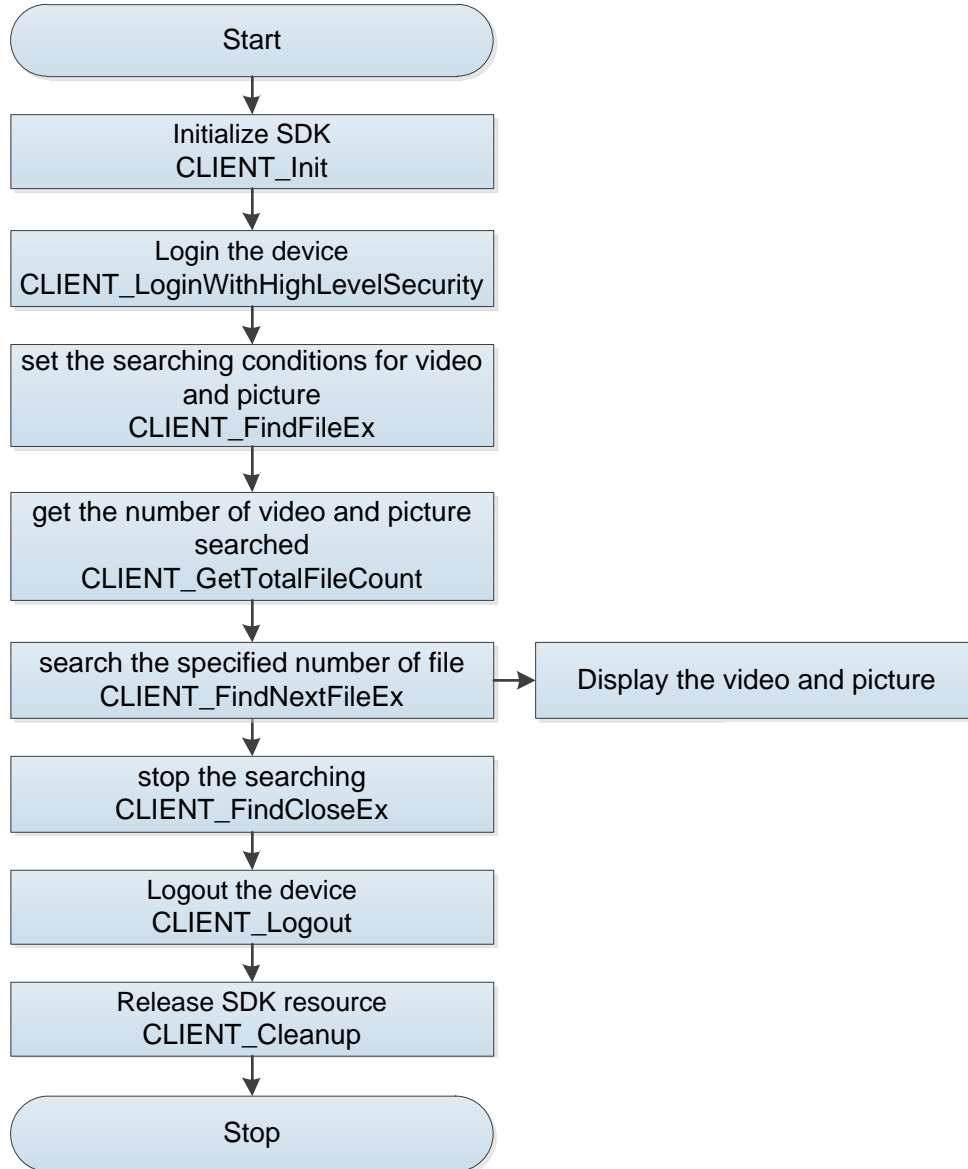 Start
Initialize SDK
CLIENT_Init
Login the device
CLIENT_LoginWithHighLevelSecurity
set the searching conditions for video
and picture
CLIENT_FindFileEx
get the number of video and picture
searched
CLIENT_GetTotalFileCount
search the specified number of file
CLIENT_FindNextFileEx
Display the video and picture
stop the searching
CLIENT_FindCloseEx
Logout the device
CLIENT_Logout
Release SDK resource
CLIENT_Cleanup
Stop